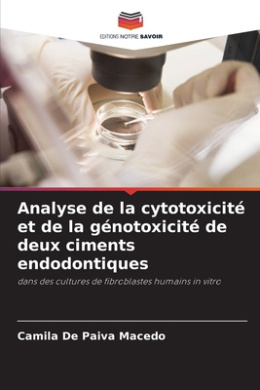 EDITIONS NOTRE SAVOIR
Analyse de la cytotoxicité
et de la génotoxicité de
deux ciments
endodontiques
dans des cultures de fibroblastes humains in vitro
Camila De Paiva Macedo